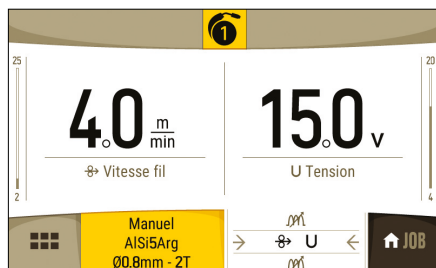 1
25
20
4.0 m/min
15.0 V
Vitesse fil
U Tension
2
4
Manuel
AlSi5Arg
Ø0.8mm - 2T
U
JOB